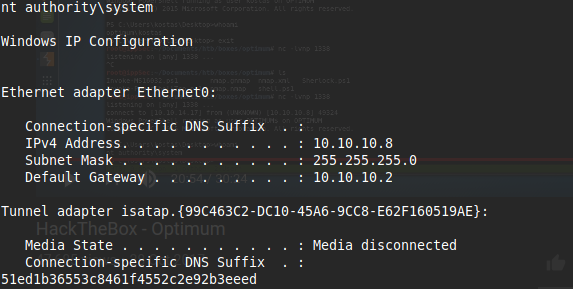 nt authority\system
Windows IP Configuration
Ethernet adapter Ethernet0:
Connection-specific DNS Suffix  . :
IPv4 Address. . . . . . . . . . . : 10.10.10.8
Subnet Mask . . . . . . . . . . . : 255.255.255.0
Default Gateway . . . . . . . . . : 10.10.10.2
Tunnel adapter isatap.{99C463C2-DC10-45A6-9CC8-E62F160519AE}:
HackTheBox - Optimum
Media State . . . . . . . . . . . : Media disconnected
Connection-specific DNS Suffix  . :
51ed1b36553c8461f4552c2e92b3eeed